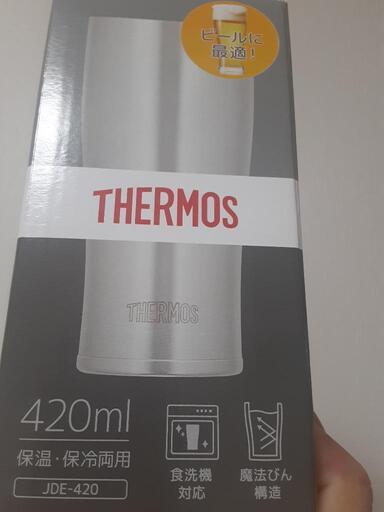 ビールに
最適!
THERMOS
THERMOS
420ml
保温・保冷両用
JDE-420
食洗機
対応
魔法びん
構造